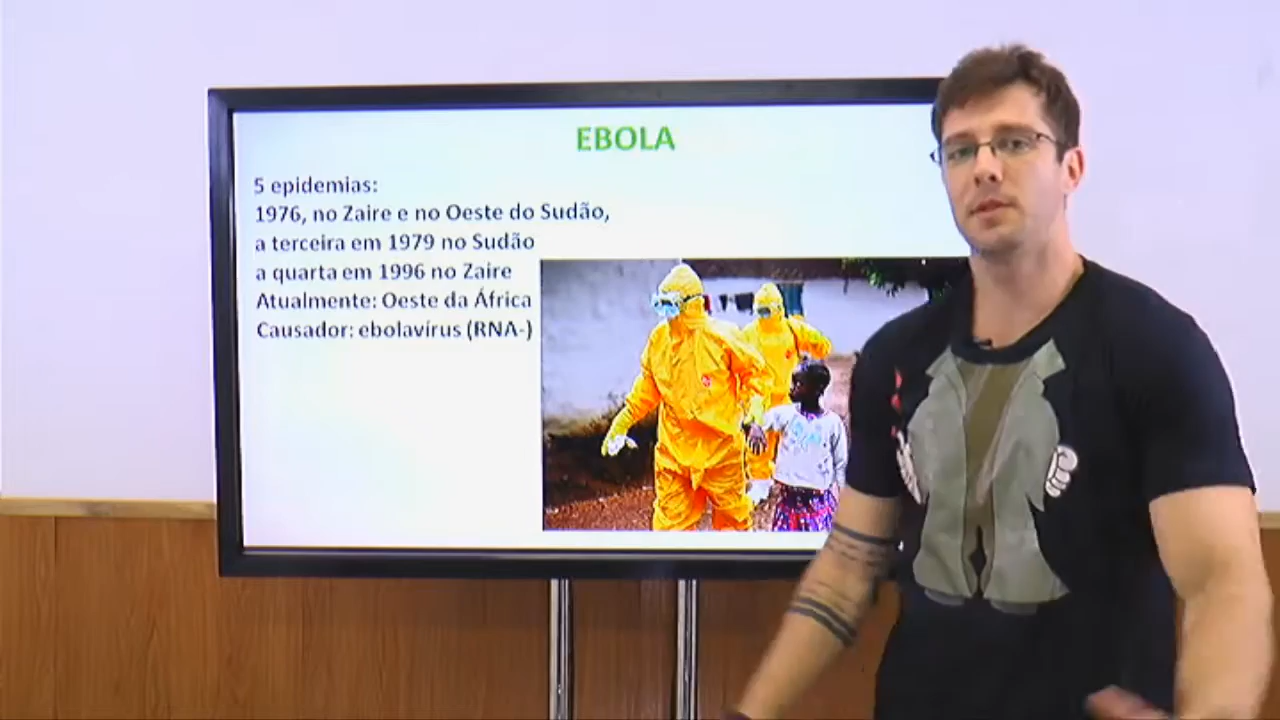 EBOLA
5 epidemias:
1976, no Zaire e no Oeste do Sudão,
a terceira em 1979 no Sudão
a quarta em 1996 no Zaire
Atualmente: Oeste da África
Causador: ebolavírus (RNA-)